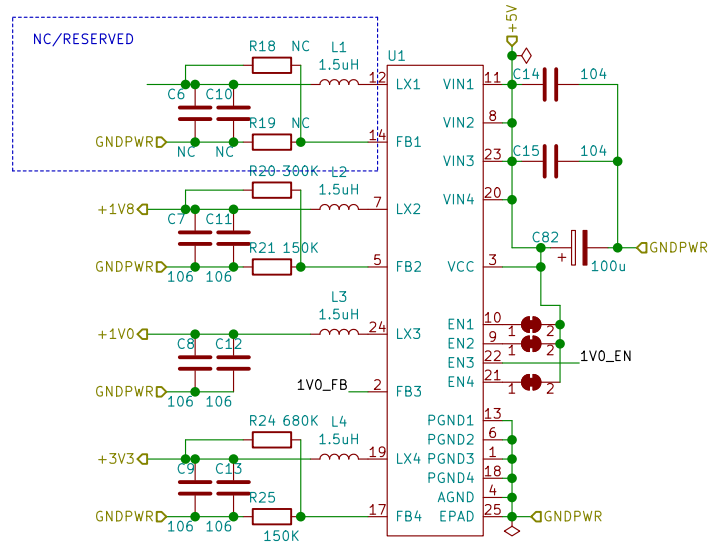 +5V
NC/RESERVED
R18 NC L1
1.5uH
U1
C6 C10
12 LX1 VIN1 11 C14 104
VIN2 8
GNDPWR R19 NC
NC NC
14 FB1
VIN3 23 C15 104
R20 300K L2
1.5uH
VIN4 20
+1V8 7 LX2
C7 C11
C82
GNDPWR
R21 150K
106 106
5 FB2 VCC 3 + 100u
L3
1.5uH
EN1 10 1 2
+1V0 24 LX3
C8 C12
EN2 9 1 2
EN3 22 1V0_EN
EN4 21 1 2
1V0_FB 2 FB3
GNDPWR
106 106
R24 680K L4
1.5uH
PGND1 13
PGND2 6
+3V3 19 LX4 PGND3 1
C9 C13
PGND4 18
R25
AGND 4
GNDPWR 17 FB4 EPAD 25 GNDPWR
106 106
150K